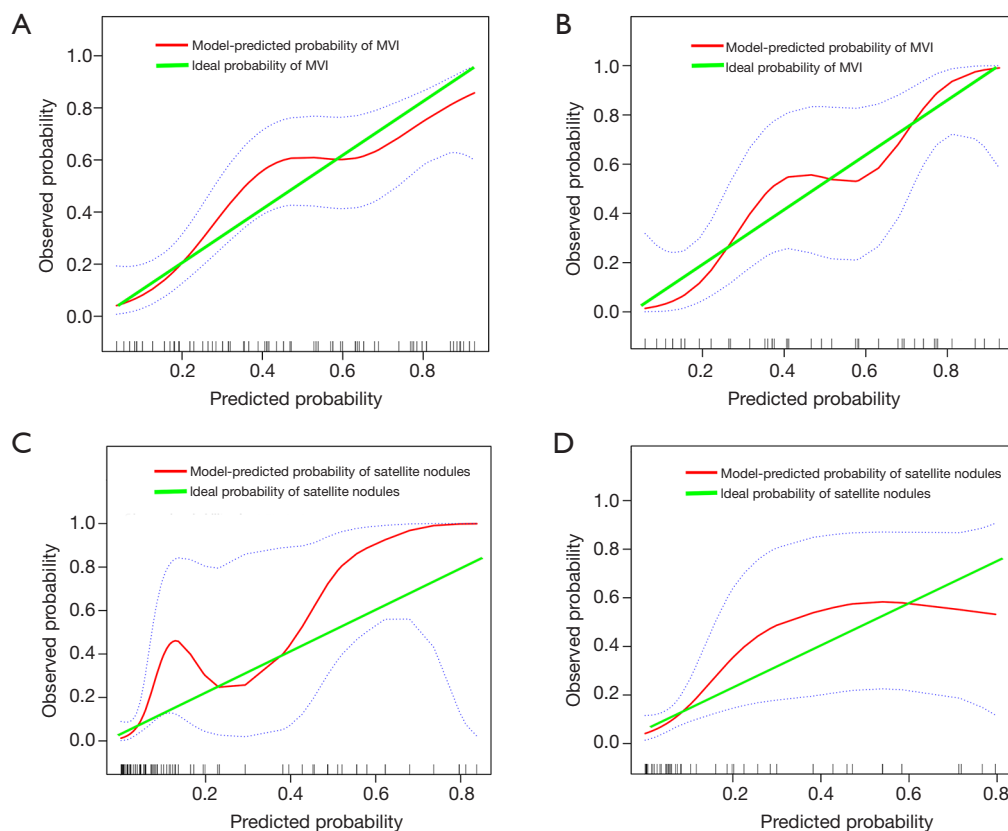 A
Model-predicted probability of MVI
Ideal probability of MVI
1.0
0.8
0.6
0.4
0.2
0.0
Observed probability
0.2 0.4 0.6 0.8
Predicted probability
B
Model-predicted probability of MVI
Ideal probability of MVI
1.0
0.8
0.6
0.4
0.2
0.0
Observed probability
0.2 0.4 0.6 0.8
Predicted probability
C
Model-predicted probability of satellite nodules
Ideal probability of satellite nodules
1.0
0.8
0.6
0.4
0.2
0.0
Observed probability
0.2 0.4 0.6 0.8
Predicted probability
D
Model-predicted probability of satellite nodules
Ideal probability of satellite nodules
1.0
0.8
0.6
0.4
0.2
0.0
Observed probability
0.2 0.4 0.6 0.8
Predicted probability